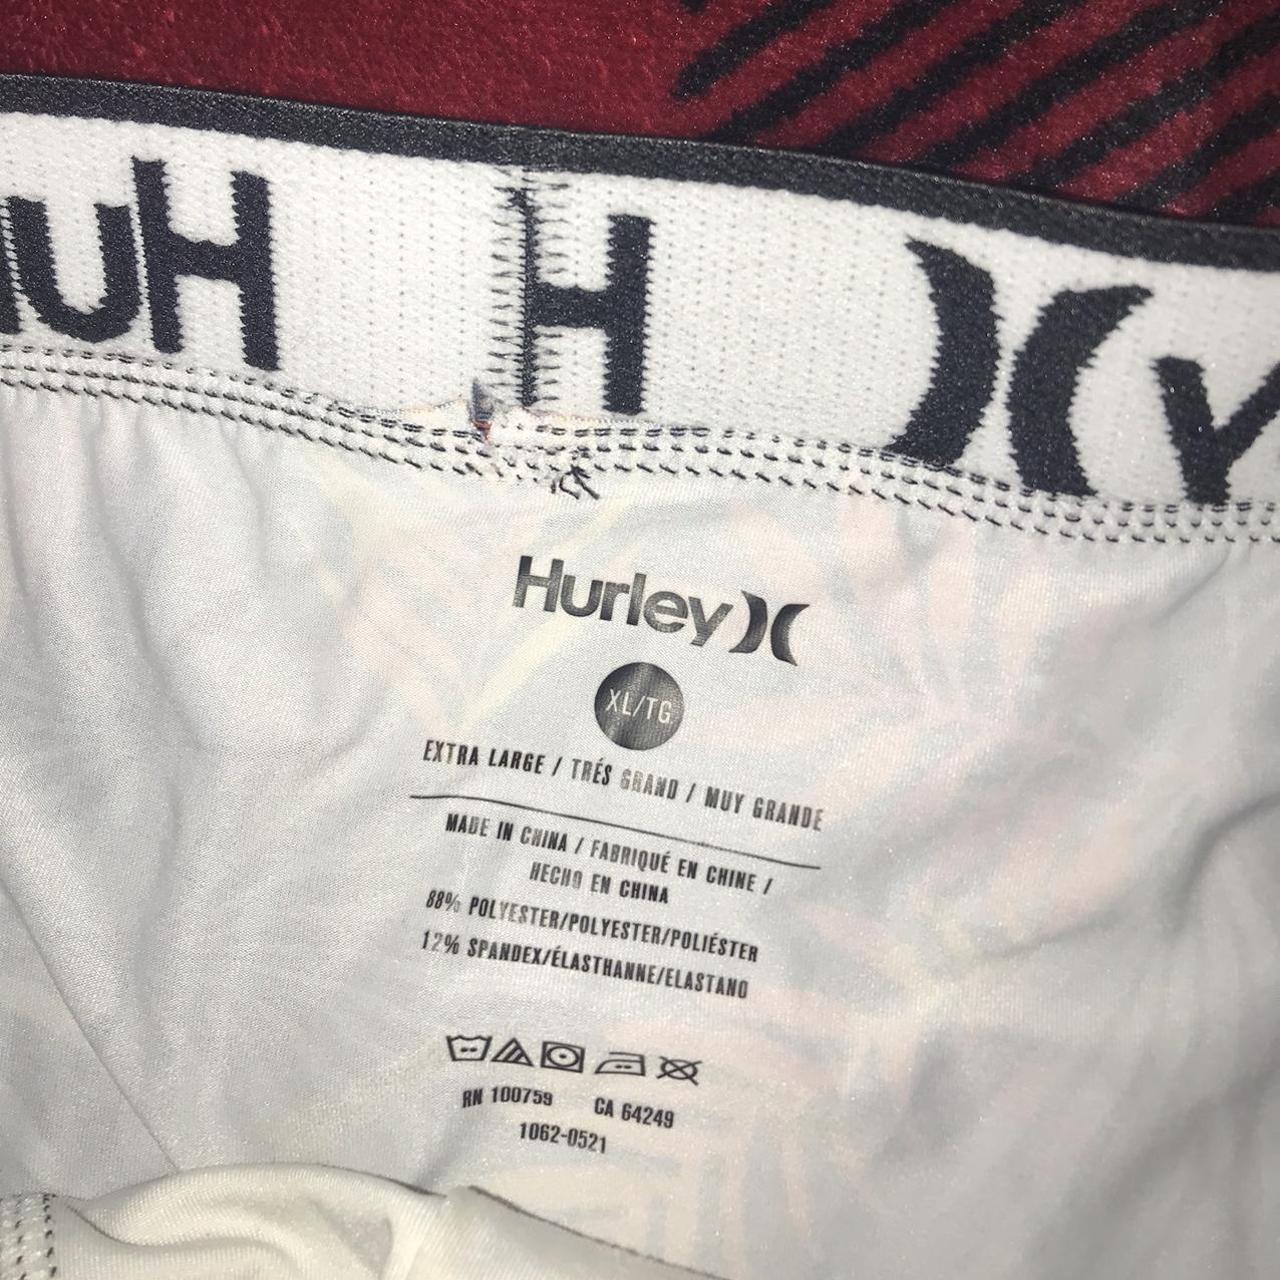 HuH H y
Hurley
XL/TG
EXTRA LARGE / TRÉS GRAND / MUY GRANDE
MADE IN CHINA / FABRIQUÉ EN CHINE /
HECHO EN CHINA
88% POLYESTER/POLYESTER/POLIÉSTER
12% SPANDEX/ÉLASTHANNE/ELASTANO
RN 100759 CA 64249
1062-0521